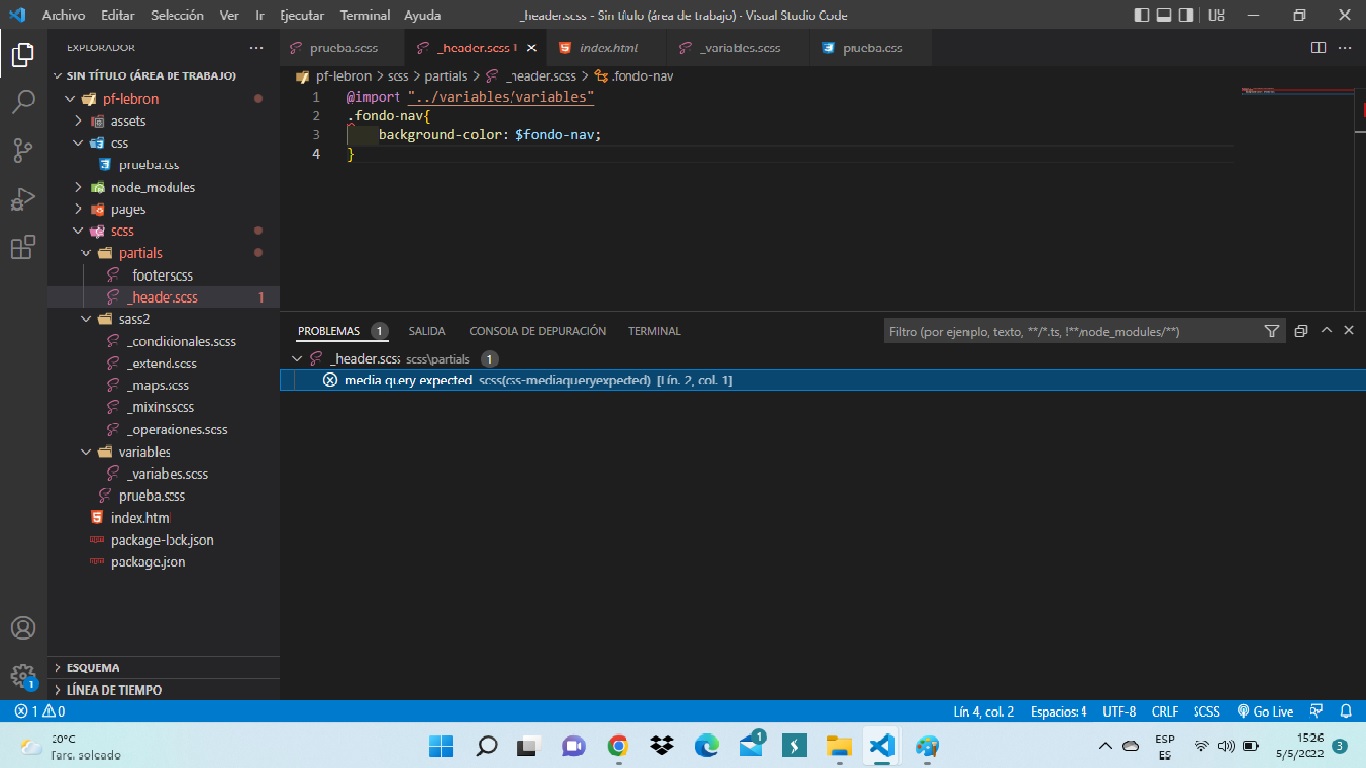 Archivo Editar Selección Ver Ir Ejecutar Terminal Ayuda
_header.scss - Sin título (área de trabajo) - Visual Studio Code
EXPLORADOR
SIN TÍTULO (ÁREA DE TRABAJO)
pf-lebron
assets
css
prueba.css
node_modules
pages
scss
partials
_footer.scss
_header.scss 1
sass2
_condicionales.scss
_extend.scss
_maps.scss
_mixins.scss
_operaciones.scss
variables
_variabes.scss
prueba.scss
index.html
package-lock.json
package.json
ESQUEMA
LÍNEA DE TIEMPO
prueba.scss _header.scss 1 index.html _variables.scss prueba.css
pf-lebron > scss > partials > _header.scss > .fondo-nav
1 @import "../variables/variables"
2 .fondo-nav{
3 background-color: $fondo-nav;
4 }
PROBLEMAS 1 SALIDA CONSOLA DE DEPURACIÓN TERMINAL
Filtro (por ejemplo, texto, **/*.ts, !**/node_modules/**)
_header.scss scss\partials 1
media query expected scss(css-mediaqueryexpected) [Lín. 2, col. 1]
1 0
Lín. 4, col. 2 Espacios: 4 UTF-8 CRLF SCSS Go Live
30°C
Parc. soleado
ESP
ES
15:26
5/5/2022
3